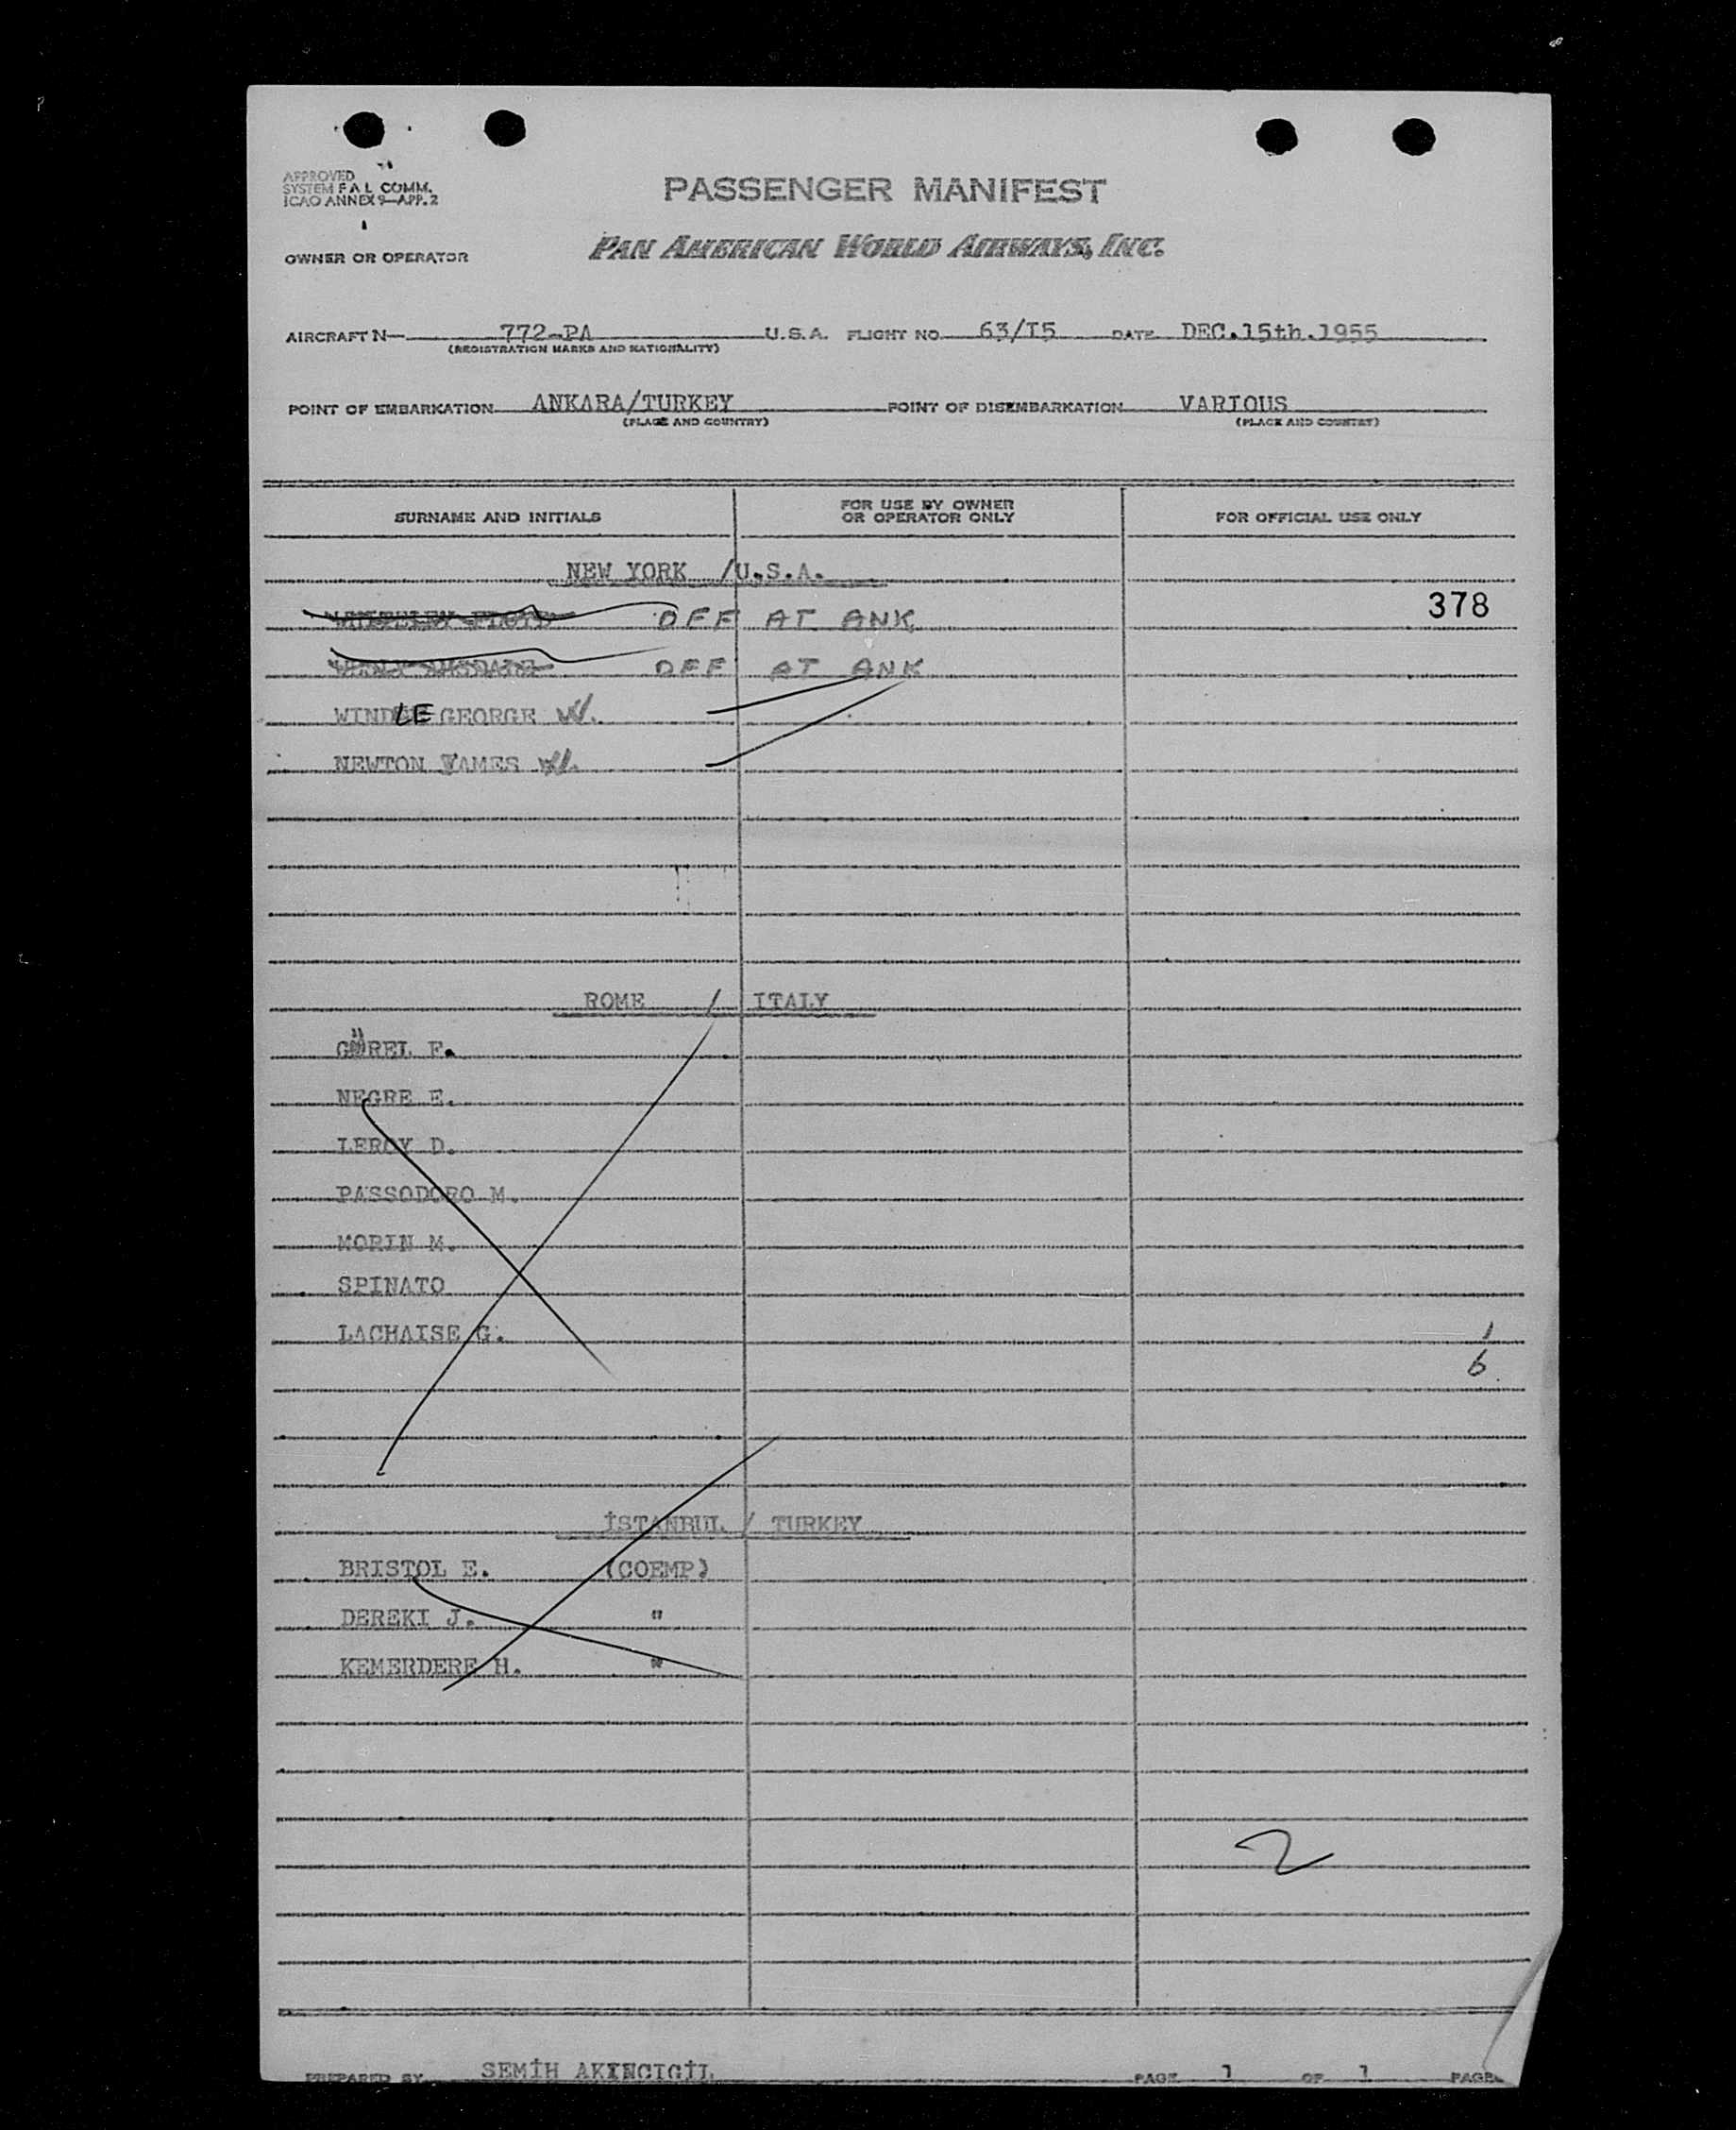 APPROVED
SYSTEM F A L COMM.
ICAO ANNEX 9—APP. 2
PASSENGER MANIFEST
OWNER OR OPERATOR PAN AMERICAN WORLD AIRWAYS, INC.
AIRCRAFT N— 772-PA U.S.A. FLIGHT NO. 63/I5 DATE DEC.15th.1955
(REGISTRATION MARKS AND NATIONALITY)
POINT OF EMBARKATION ANKARA/TURKEY POINT OF DISEMBARKATION VARIOUS
(PLACE AND COUNTRY) (PLACE AND COUNTRY)
SURNAME AND INITIALS FOR USE BY OWNER OR OPERATOR ONLY FOR OFFICIAL USE ONLY
NEW YORK /U.S.A.
OFF AT ANK 378
OFF AT ANK
WINDLE GEORGE W.
NEWTON JAMES
ROME / ITALY
GÜREL F.
NEGRE E.
LEROY D.
PASSODORO M.
MORIN M.
SPINATO
LACHAISE G. 1
6
İSTANBUL / TURKEY
BRISTOL E. (COEMP)
DEREKI J. "
KEMERDERE H. "
2
PREPARED BY SEMİH AKINCIGİL PAGE 1 OF 1 PAGES